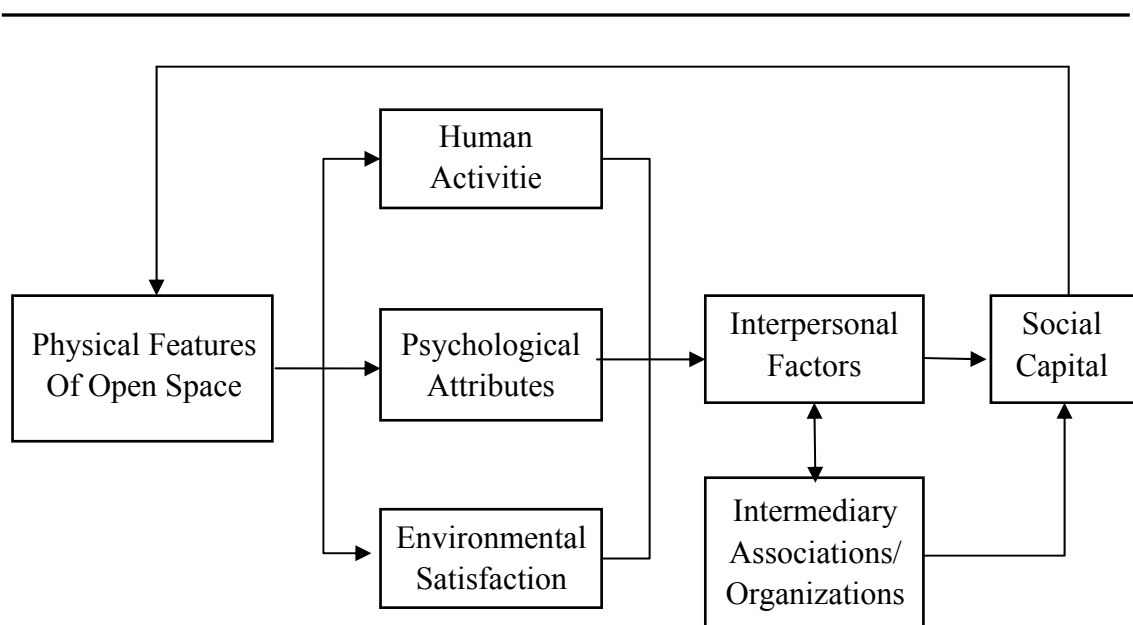 Human
Activitie
Physical Features
Of Open Space
Psychological
Attributes
Environmental
Satisfaction
Interpersonal
Factors
Intermediary
Associations/
Organizations
Social
Capital